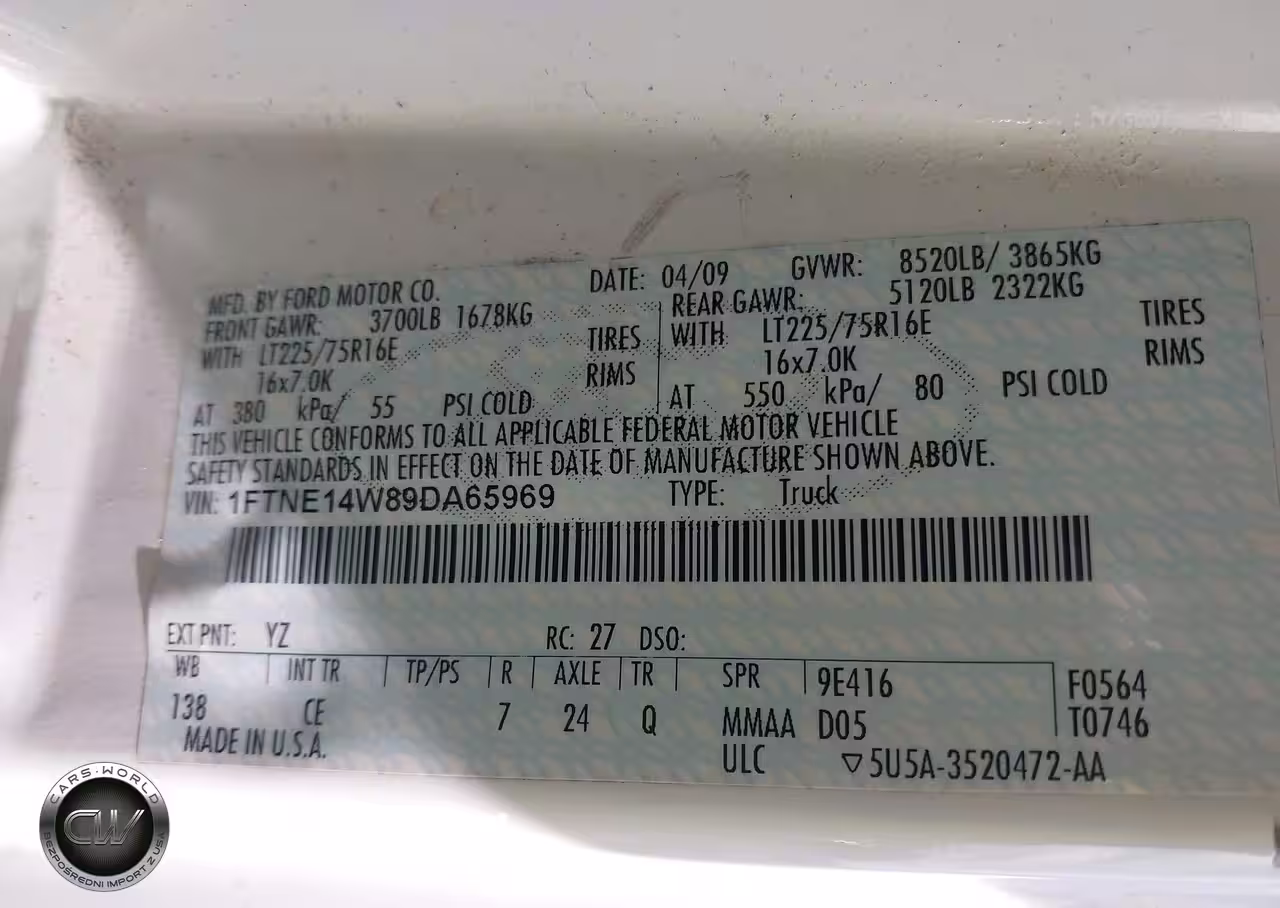 MFD. BY FORD MOTOR CO. DATE: 04/09 GVWR: 8520LB/ 3865KG
FRONT GAWR: 3700LB 1678KG REAR GAWR: 5120LB 2322KG
WITH LT225/75R16E TIRES WITH LT225/75R16E TIRES
16x7.0K RIMS 16x7.0K RIMS
AT 380 kPa/ 55 PSI COLD AT 550 kPa/ 80 PSI COLD
THIS VEHICLE CONFORMS TO ALL APPLICABLE FEDERAL MOTOR VEHICLE
SAFETY STANDARDS IN EFFECT ON THE DATE OF MANUFACTURE SHOWN ABOVE.
VIN: 1FTNE14W89DA65969 TYPE: Truck
EXT PNT: YZ RC: 27 DSO:
WB INT TR TP/PS R AXLE TR SPR 9E416 F0564
138 CE 7 24 Q MMAA D05 T0746
MADE IN U.S.A. ULC ▽5U5A-3520472-AA
CARS-WORLD
CW
BEZPOŚREDNI IMPORT Z USA